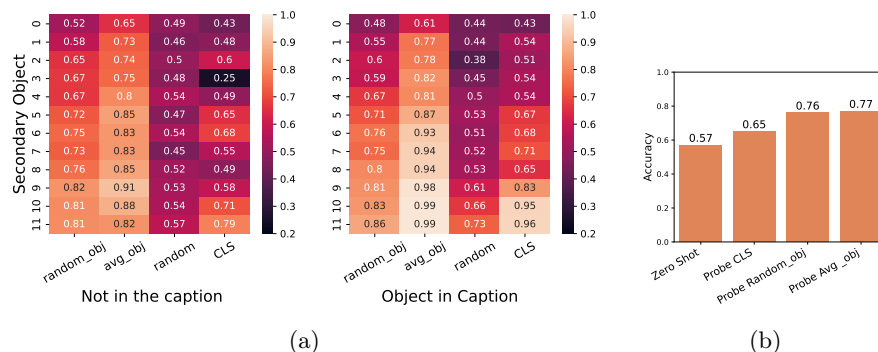 Secondary Object
0 0.52 0.65 0.49 0.43
1 0.58 0.73 0.46 0.48
2 0.65 0.74 0.5 0.6
3 0.67 0.75 0.48 0.25
4 0.67 0.8 0.54 0.49
5 0.72 0.85 0.47 0.65
6 0.75 0.83 0.54 0.68
7 0.73 0.83 0.45 0.55
8 0.76 0.85 0.52 0.49
9 0.82 0.91 0.53 0.58
10 0.81 0.88 0.54 0.71
11 0.81 0.82 0.57 0.79
random_obj avg_obj random CLS
Not in the caption
1.0
0.9
0.8
0.7
0.6
0.5
0.4
0.3
0.2
0 0.48 0.61 0.44 0.43
1 0.55 0.77 0.44 0.54
2 0.6 0.78 0.38 0.51
3 0.59 0.82 0.45 0.54
4 0.67 0.81 0.5 0.54
5 0.71 0.87 0.53 0.67
6 0.76 0.93 0.51 0.68
7 0.75 0.94 0.52 0.71
8 0.8 0.94 0.53 0.65
9 0.81 0.98 0.61 0.83
10 0.83 0.99 0.66 0.95
11 0.86 0.99 0.73 0.96
random_obj avg_obj random CLS
Object in Caption
1.0
0.9
0.8
0.7
0.6
0.5
0.4
0.3
0.2
(a)
Accuracy
1.0
0.8
0.6
0.4
0.2
0.0
0.57 0.65 0.76 0.77
Zero Shot Probe CLS Probe Random_obj Probe Avg _obj
(b)